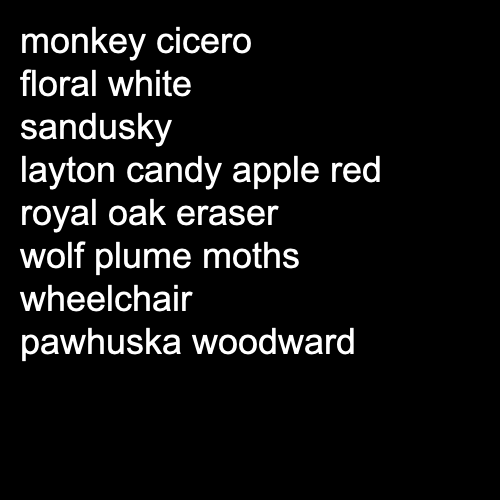 monkey cicero
floral white
sandusky
layton candy apple red
royal oak eraser
wolf plume moths
wheelchair
pawhuska woodward